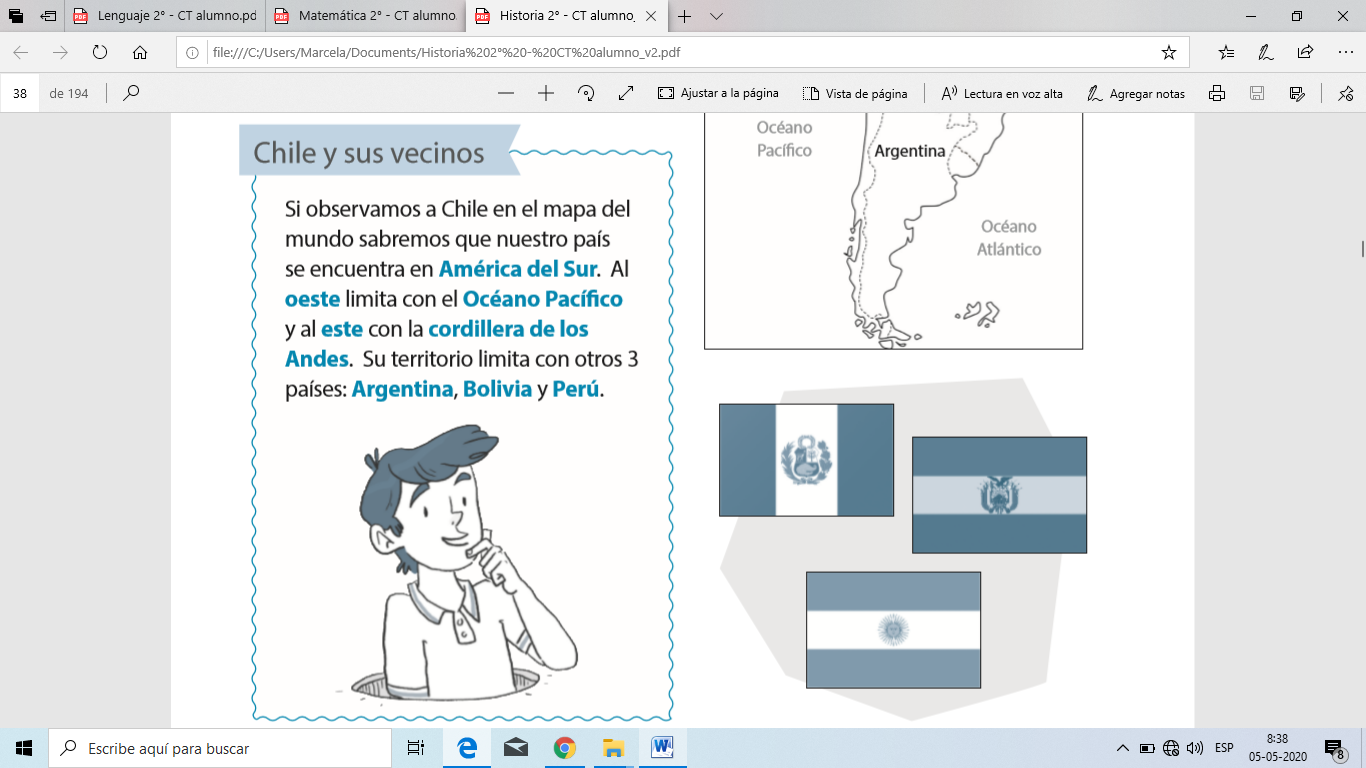 Lenguaje 2° - CT alumno.pd
Matemática 2° - CT alumno.
Historia 2° - CT alumno_
file:///C:/Users/Marcela/Documents/Historia%202°%20-%20CT%20alumno_v2.pdf
38 de 194
Ajustar a la página
Vista de página
Lectura en voz alta
Agregar notas
Chile y sus vecinos
Si observamos a Chile en el mapa del
mundo sabremos que nuestro país
se encuentra en América del Sur. Al
oeste limita con el Océano Pacífico
y al este con la cordillera de los
Andes. Su territorio limita con otros 3
países: Argentina, Bolivia y Perú.
Océano
Pacífico
Argentina
Océano
Atlántico
Escribe aquí para buscar
ESP
8:38
05-05-2020
8